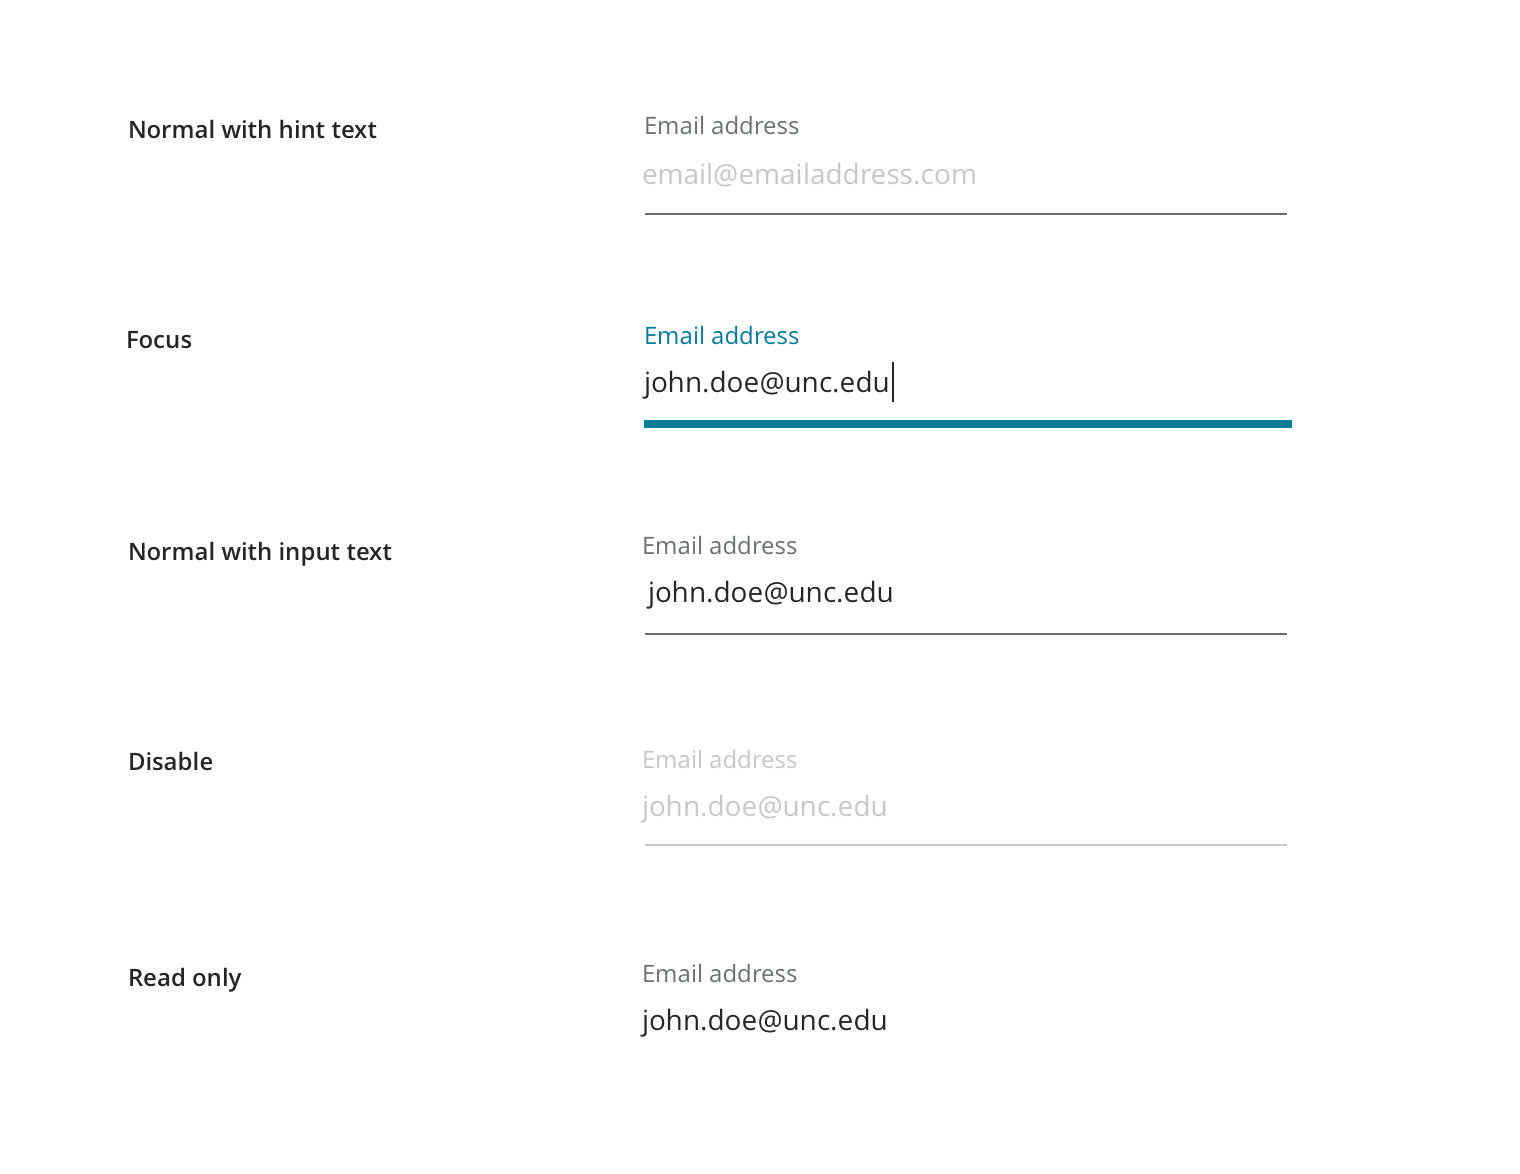 Normal with hint text
Email address
email@emailaddress.com
Focus
Email address
john.doe@unc.edu
Normal with input text
Email address
john.doe@unc.edu
Disable
Email address
john.doe@unc.edu
Read only
Email address
john.doe@unc.edu